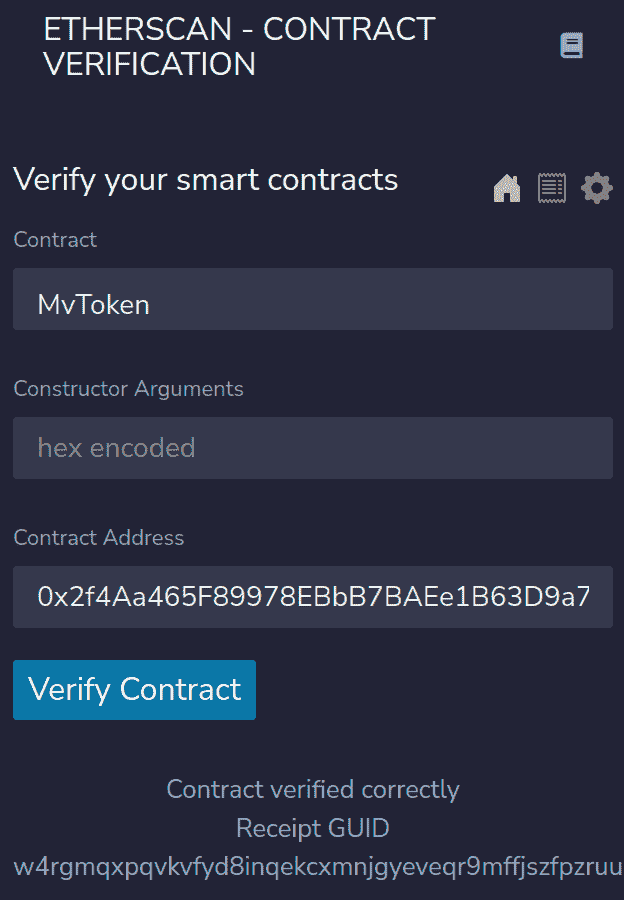 ETHERSCAN - CONTRACT
VERIFICATION
Verify your smart contracts
Contract
MvToken
Constructor Arguments
hex encoded
Contract Address
0x2f4Aa465F89978EBbB7BAEe1B63D9a7
Verify Contract
Contract verified correctly
Receipt GUID
w4rgmqxpqvkvfyd8inqekcxmnjgyeveqr9mffjszfpzruu